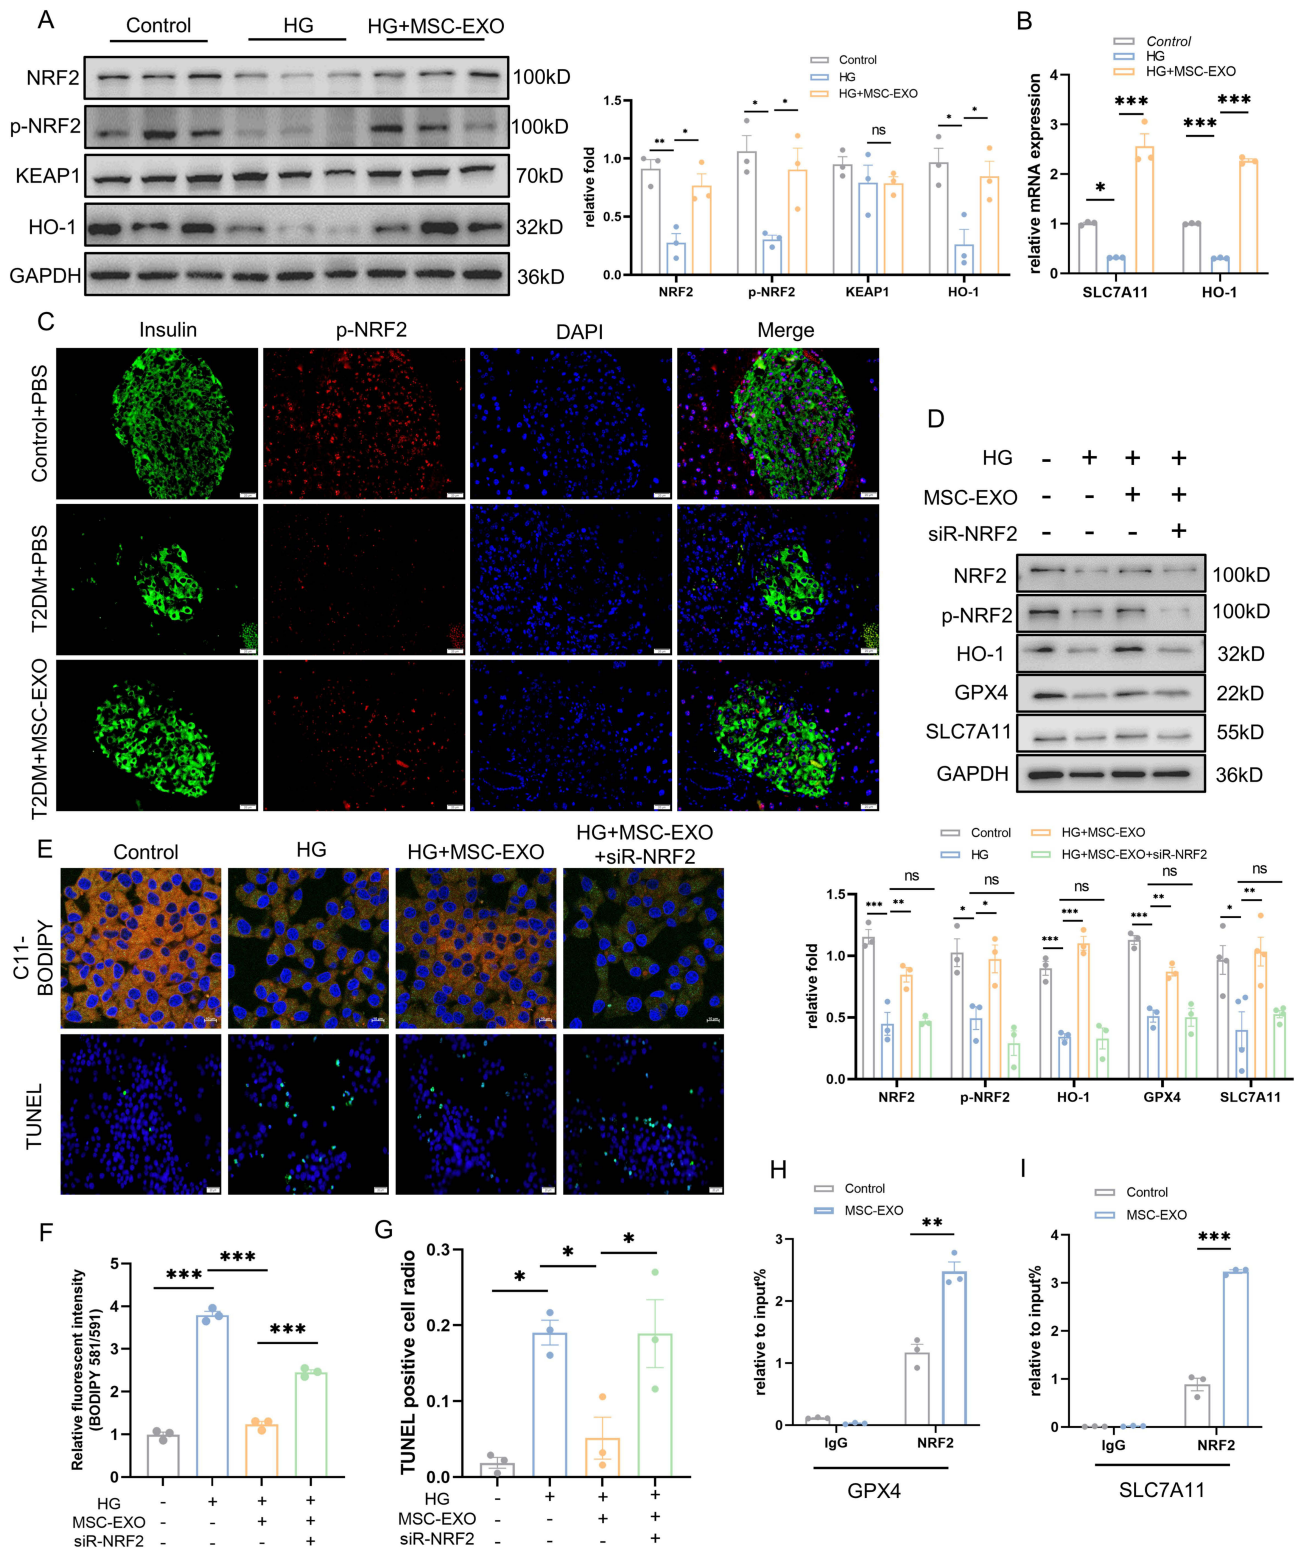 A
Control HG HG+MSC-EXO
NRF2 100kD
p-NRF2 100kD
KEAP1 70kD
HO-1 32kD
GAPDH 36kD
Control
HG
HG+MSC-EXO
relative fold
1.5
1.0
0.5
0.0
** * * * ns * *
NRF2 p-NRF2 KEAP1 HO-1
B
Control
HG
HG+MSC-EXO
relative mRNA expression
4
3
2
1
0
* *** *** ***
SLC7A11 HO-1
C
Insulin p-NRF2 DAPI Merge
Control+PBS
T2DM+PBS
T2DM+MSC-EXO
D
HG - + + +
MSC-EXO - - + +
siR-NRF2 - - - +
NRF2 100kD
p-NRF2 100kD
HO-1 32kD
GPX4 22kD
SLC7A11 55kD
GAPDH 36kD
Control
HG
HG+MSC-EXO
HG+MSC-EXO+siR-NRF2
relative fold
1.5
1.0
0.5
0.0
*** ** ns * * ns *** *** ns *** ** ns * ** ns
NRF2 p-NRF2 HO-1 GPX4 SLC7A11
E
Control HG HG+MSC-EXO HG+MSC-EXO
+siR-NRF2
C11-
BODIPY
TUNEL
F
Relative fluorescent intensity
(BODIPY 581/591)
5
4
3
2
1
0
*** *** ***
HG - + + +
MSC-EXO - - + +
siR-NRF2 - - - +
G
TUNEL positive cell radio
0.3
0.2
0.1
0.0
* * *
HG - + + +
MSC-EXO - - + +
siR-NRF2 - - - +
H
Control
MSC-EXO
relative to input%
3
2
1
0
**
IgG NRF2
GPX4
I
Control
MSC-EXO
relative to input%
4
3
2
1
0
***
IgG NRF2
SLC7A11